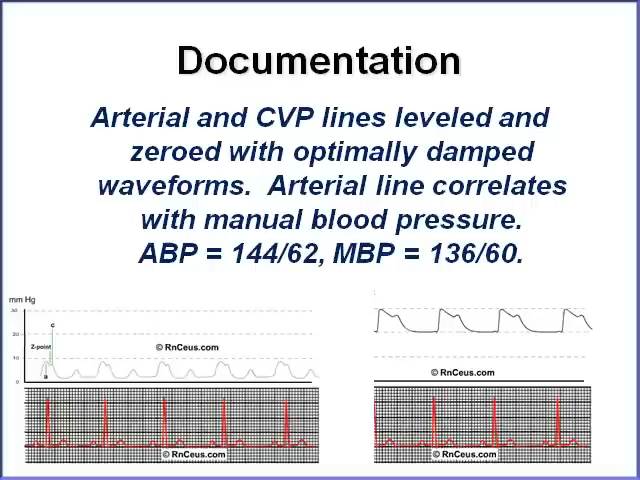 Documentation
Arterial and CVP lines leveled and
zeroed with optimally damped
waveforms.  Arterial line correlates
with manual blood pressure.
ABP = 144/62, MBP = 136/60.
mm Hg
30
20
10
0
Z-point
c
a
© RnCeus.com
© RnCeus.com
© RnCeus.com
© RnCeus.com